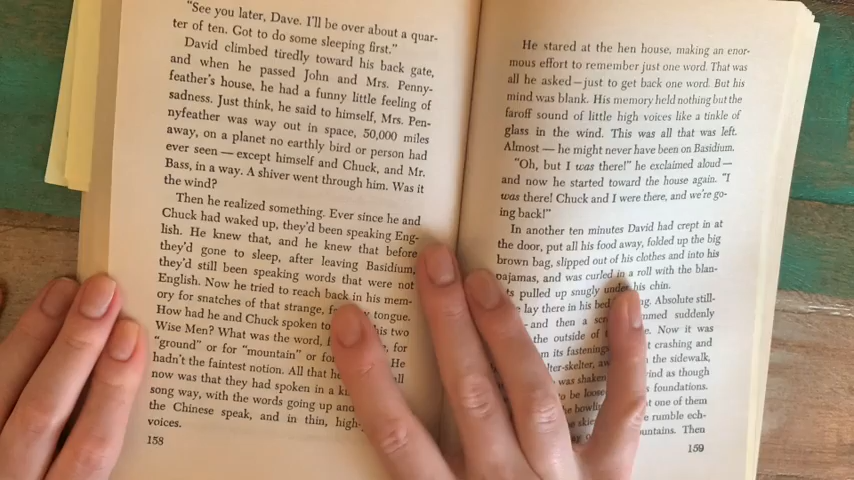 "See you later, Dave. I'll be over about a quar-
ter of ten. Got to do some sleeping first."
David climbed tiredly toward his back gate,
and when he passed John and Mrs. Penny-
feather's house, he had a funny little feeling of
sadness. Just think, he said to himself, Mrs. Pen-
nyfeather was way out in space, 50,000 miles
away, on a planet no earthly bird or person had
ever seen — except himself and Chuck, and Mr.
Bass, in a way. A shiver went through him. Was it
the wind?
Then he realized something. Ever since he and
Chuck had waked up, they'd been speaking Eng-
lish. He knew that, and he knew that before
they'd gone to sleep, after leaving Basidium,
they'd still been speaking words that were not
English. Now he tried to reach back in his mem-
ory for snatches of that strange, tongue.
How had he and Chuck spoken to his two
Wise Men? What was the word, for
"ground" or for "mountain" or He
hadn't the faintest notion. All that
now was that they had spoken in a
song way, with the words going up and
the Chinese speak, and in thin, high-
voices.
158
He stared at the hen house, making an enor-
mous effort to remember just one word. That was
all he asked — just to get back one word. But his
mind was blank. His memory held nothing but the
faroff sound of little high voices like a tinkle of
glass in the wind. This was all that was left.
Almost — he might never have been on Basidium.
"Oh, but I was there!" he exclaimed aloud —
and now he started toward the house again. "I
was there! Chuck and I were there, and we're go-
ing back!"
In another ten minutes David had crept in at
the door, put all his food away, folded up the big
brown bag, slipped out of his clothes and into his
pajamas, and was curled in a roll with the blan-
pulled up snugly under his chin.
lay there in his bed Absolute still-
and then a suddenly
the outside of Now it was
its fastenings crashing and
the sidewalk,
was shaken as though
be foundations.
one of them
rumble ech-
Then
159